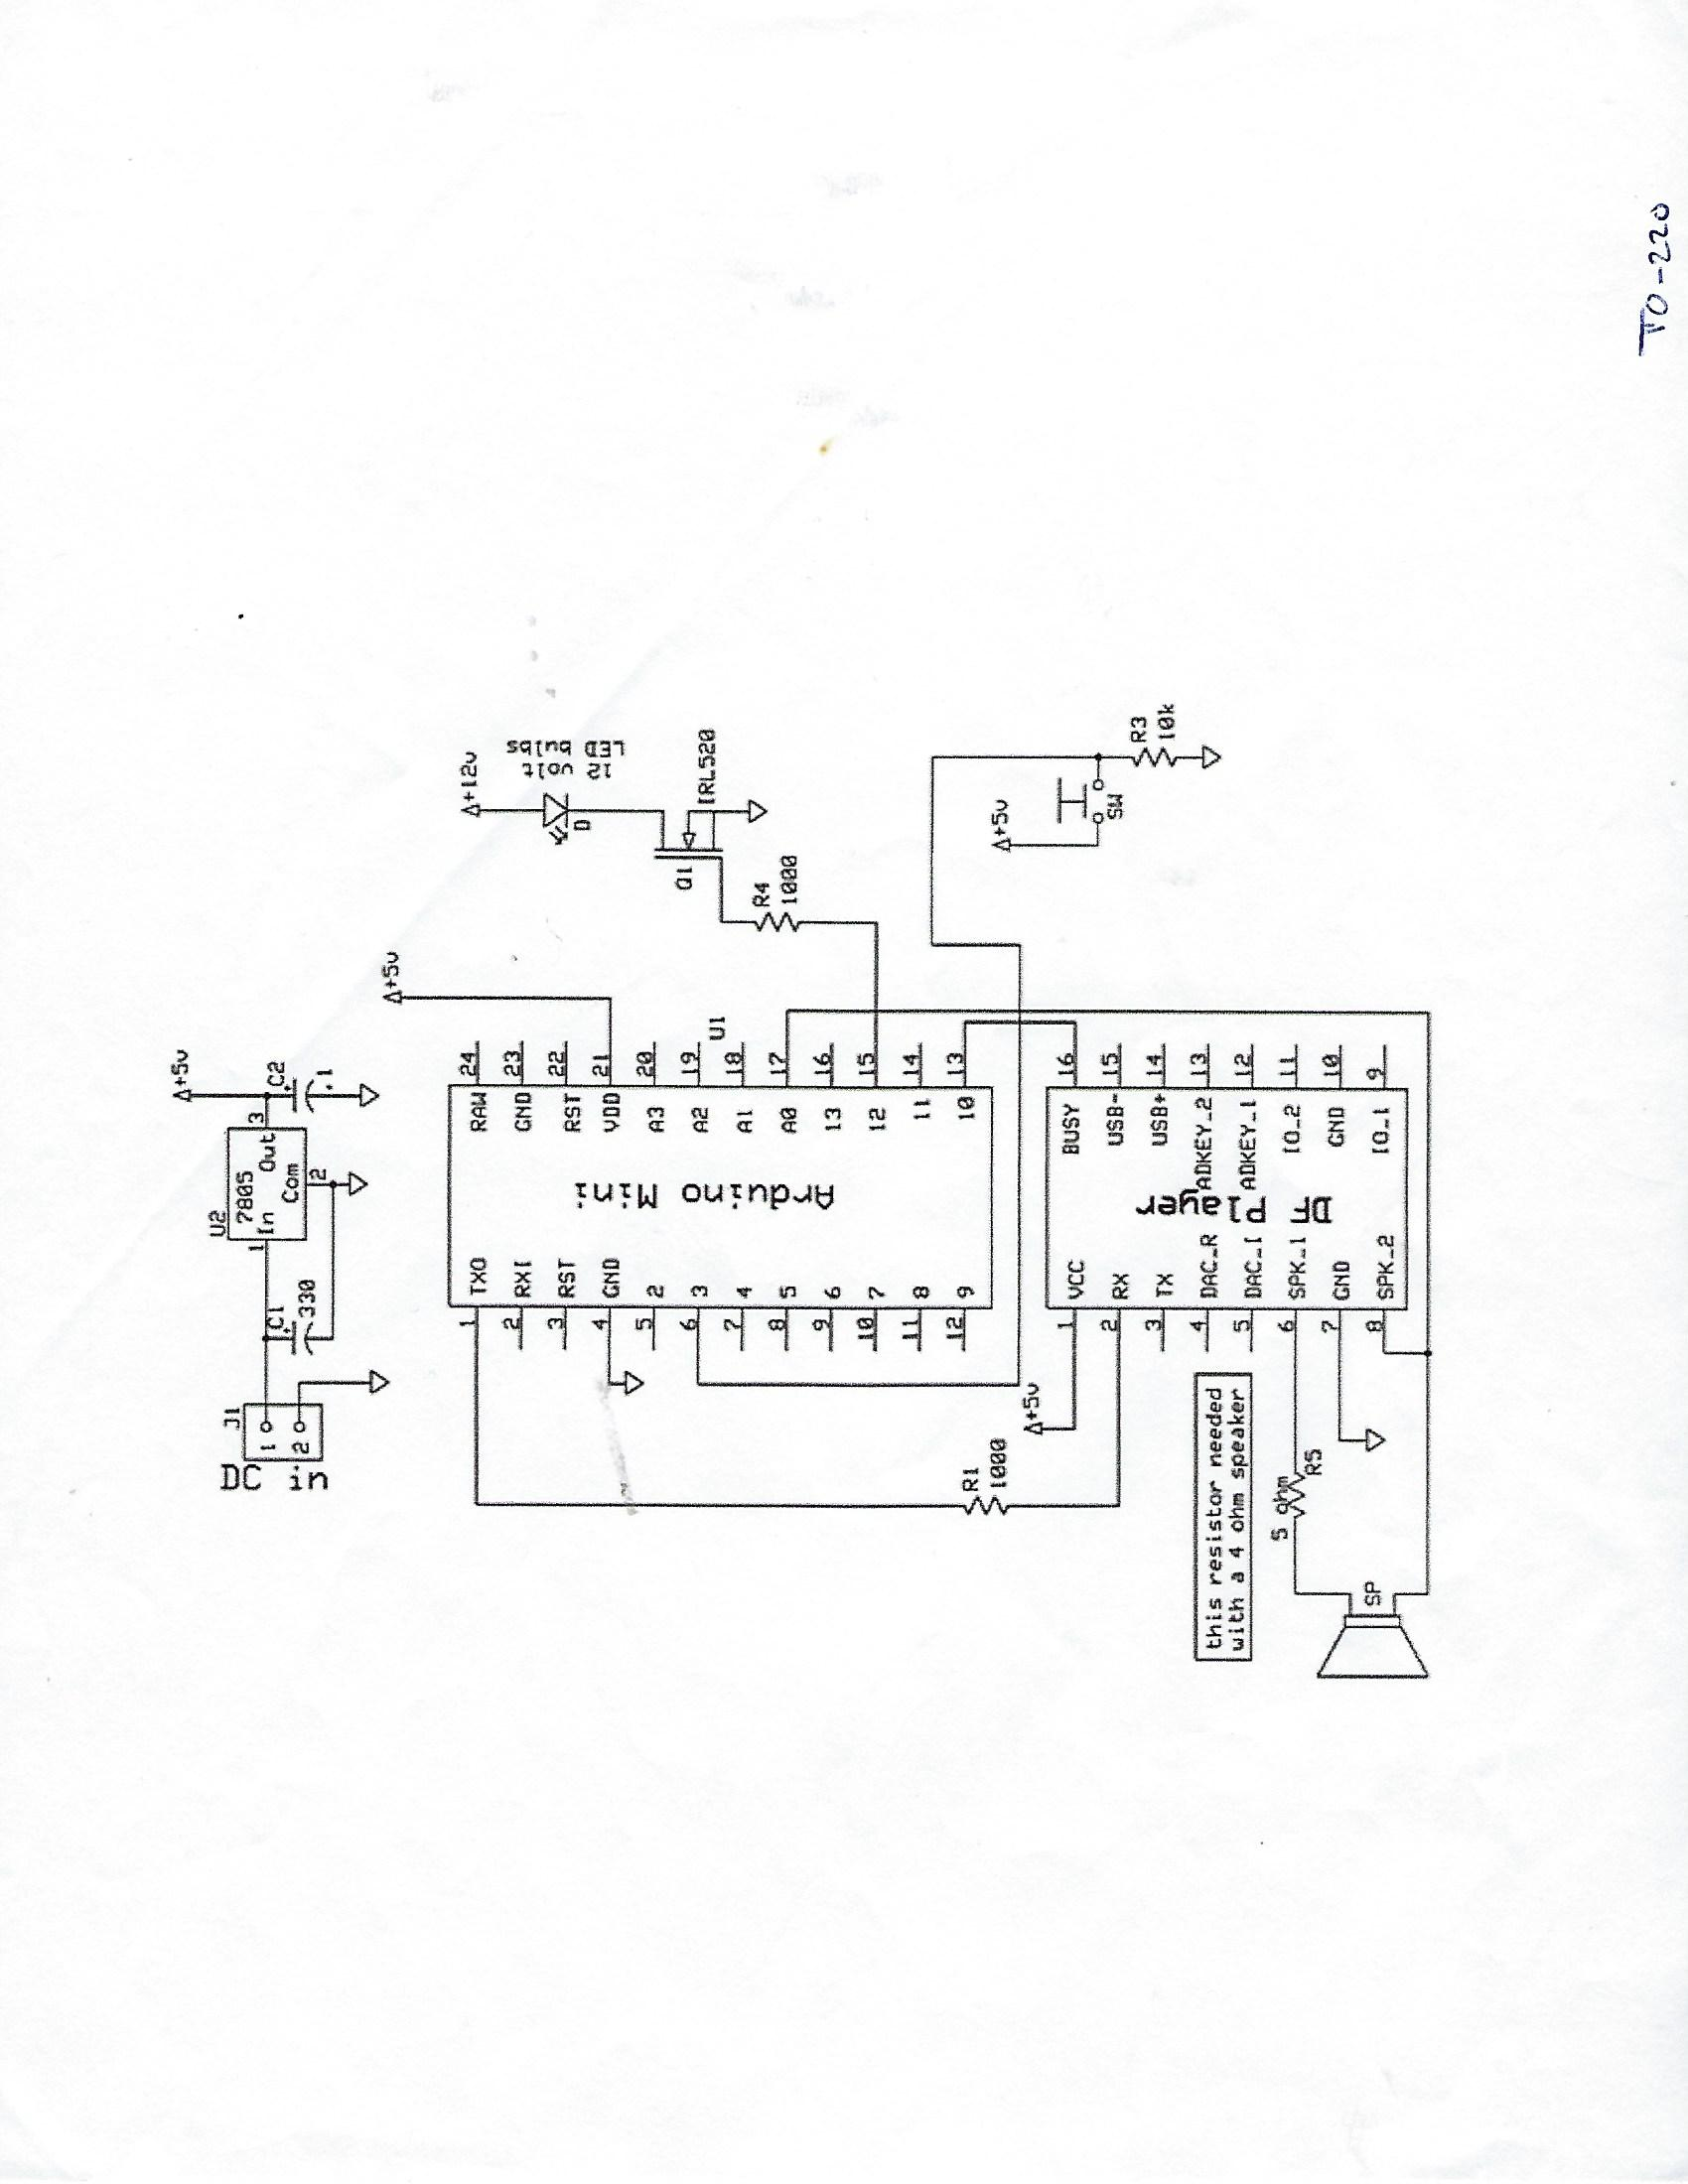 TO-220
DC in
J1
1
2
C1
330
U2
7805
1
In
Out
3
Com
2
+5v
C2
.1
+5v
+12v
12 volt
LED bulbs
D
Q1
IRL520
R4
1000
U1
Arduino Mini
1 TXO
2 RXI
3 RST
4 GND
5 2
6 3
7 4
8 5
9 6
10 7
11 8
12 9
RAW 24
GND 23
RST 22
VDD 21
A3 20
A2 19
A1 18
A0 17
13 16
12 15
11 14
10 13
+5v
SW
R3
10k
R1
1000
+5v
DF Player
1 VCC
2 RX
3 TX
4 DAC_R
5 DAC_I
6 SPK_1
7 GND
8 SPK_2
BUSY 16
USB- 15
USB+ 14
ADKEY_2 13
ADKEY_1 12
IO_2 11
GND 10
IO_1 9
this resistor needed
with a 4 ohm speaker
5 ohm
R5
SP